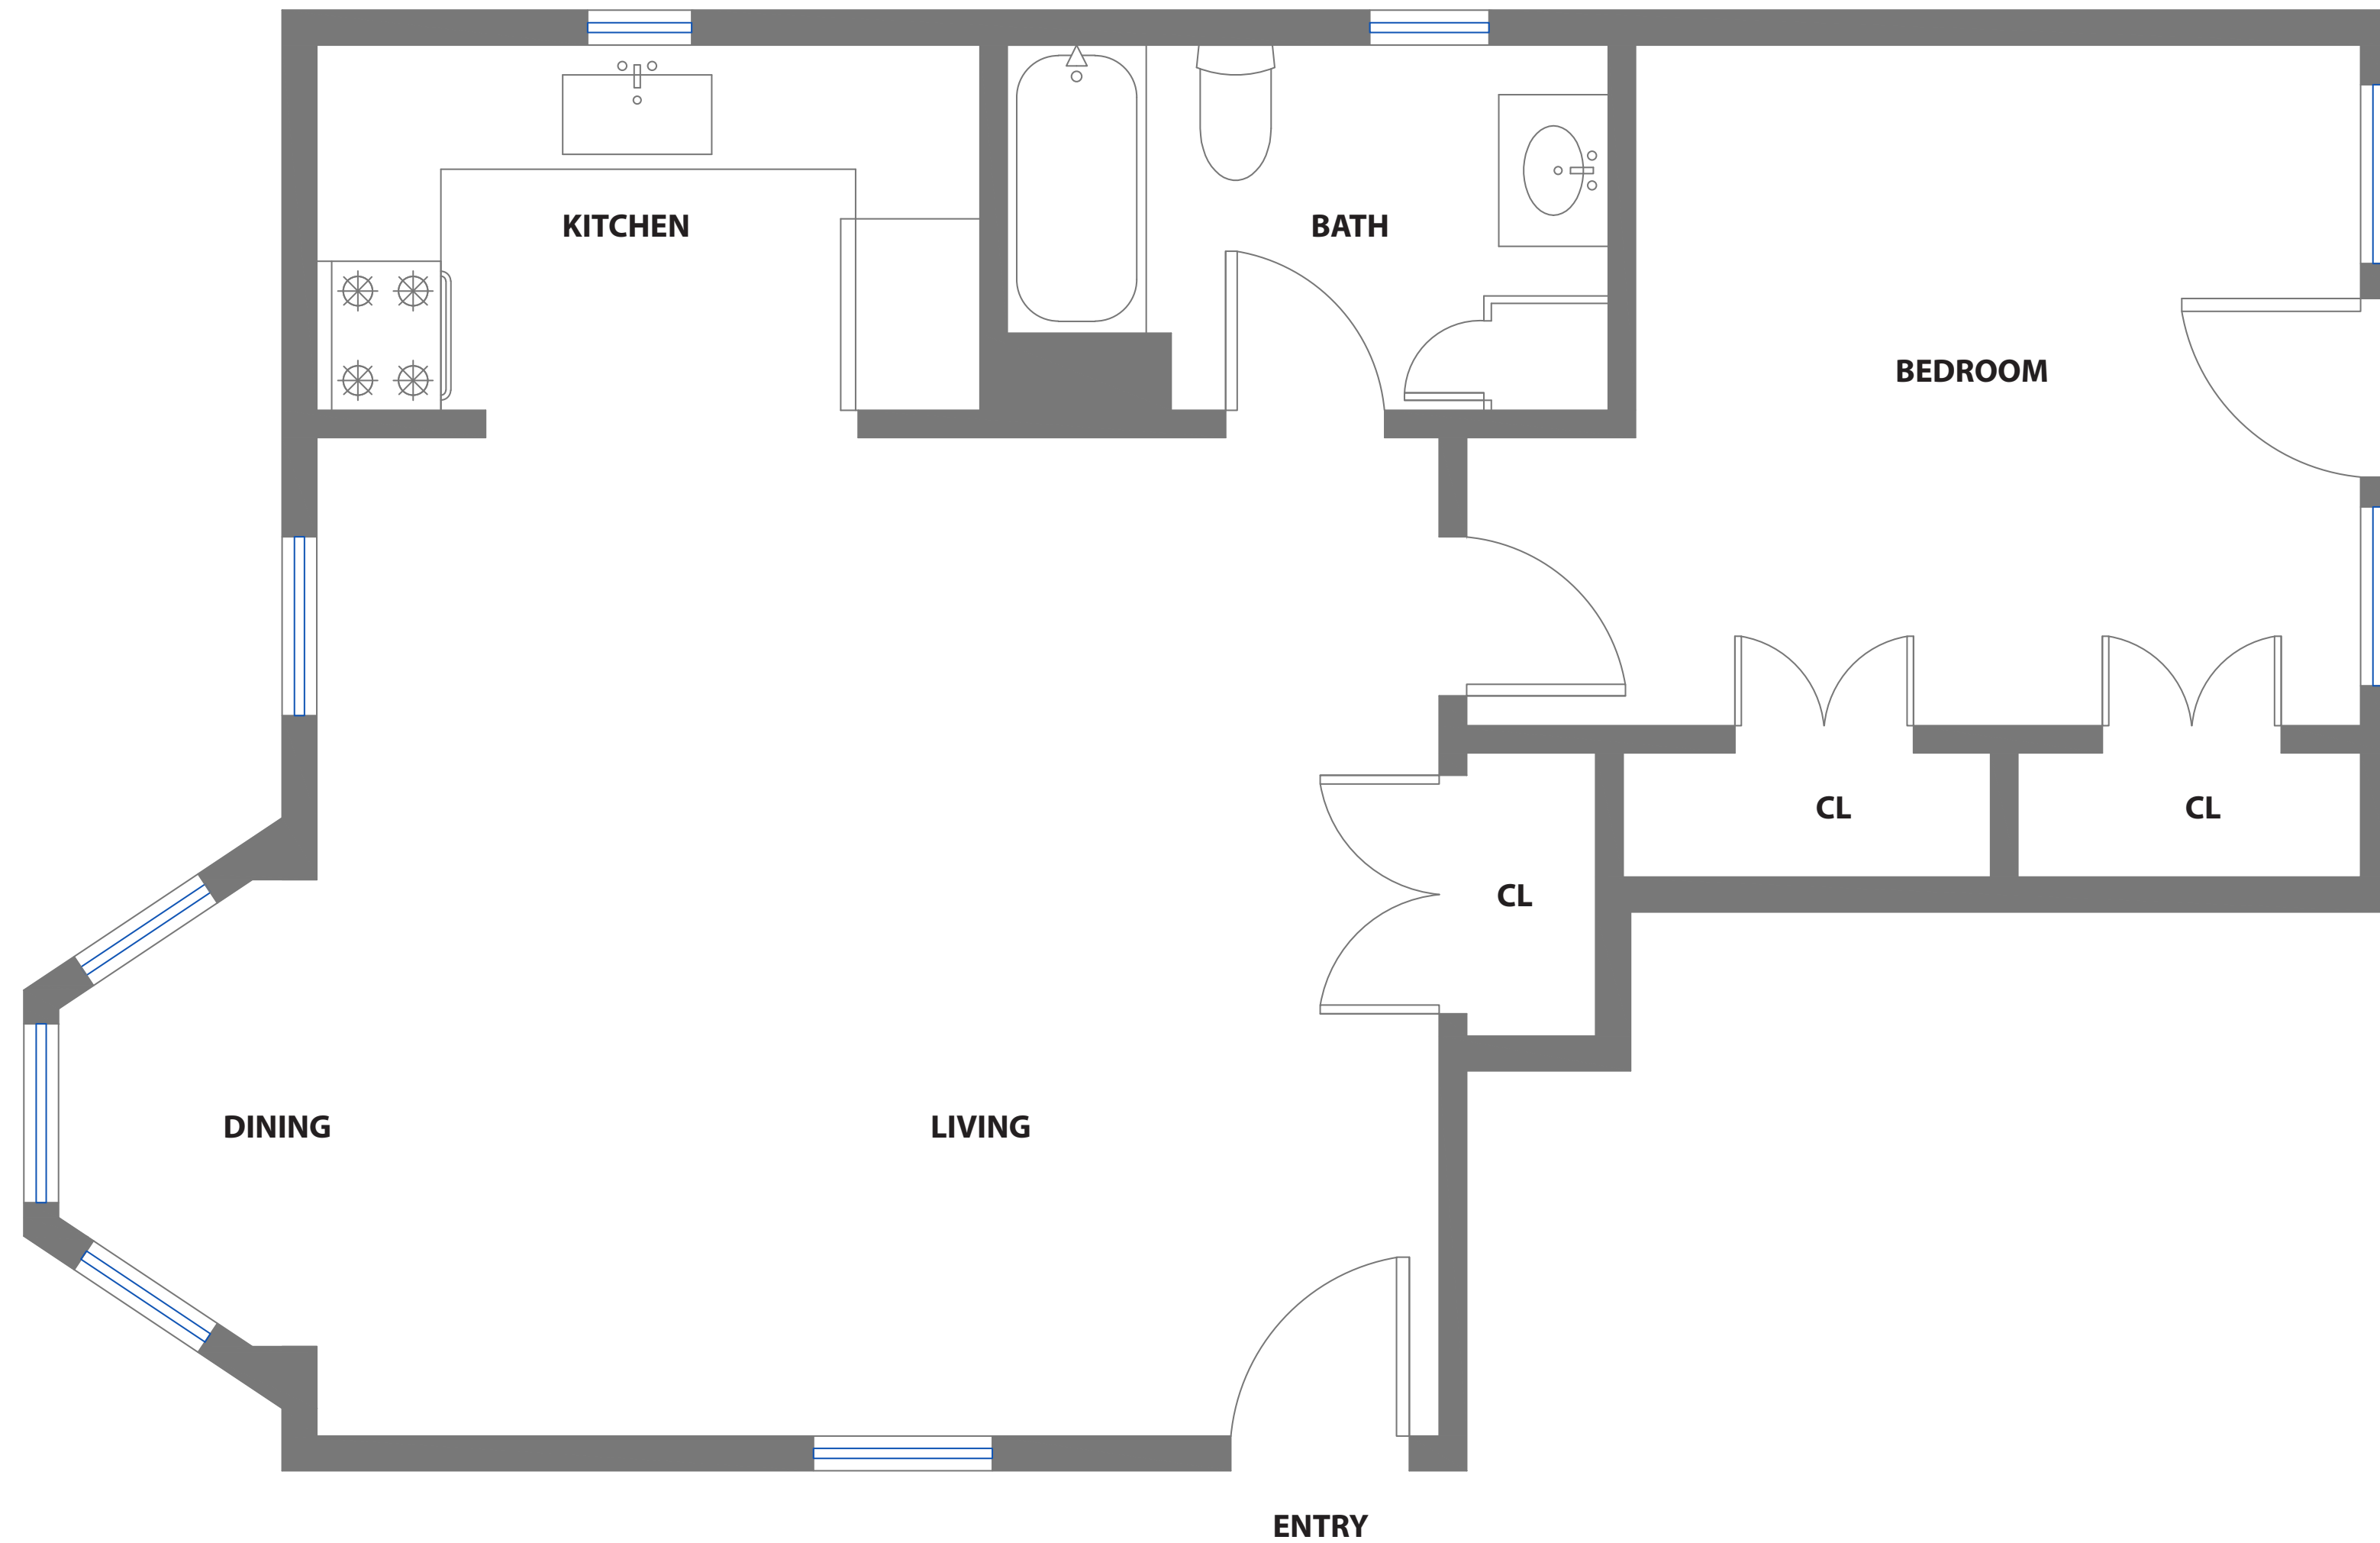 KITCHEN
BATH
BEDROOM
CL
CL
CL
DINING
LIVING
ENTRY